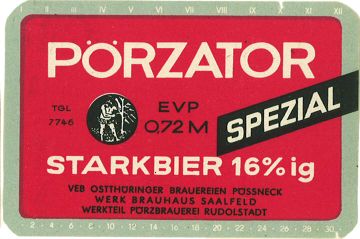 II III IV V VI VII VIII IX X XI XII
PÖRZATOR
TGL
7746
EVP
0,72 M
SPEZIAL
STARKBIER 16%ig
VEB OSTTHÜRINGER BRAUEREIEN PÖSSNECK
WERK BRAUHAUS SAALFELD
WERKTEIL PÖRZBRAUEREI RUDOLSTADT
2 · 4 · 6 · 8 · 10 · 12 · 14 · 16 · 18 · 20 · 22 · 24 · 26 · 28 · 30